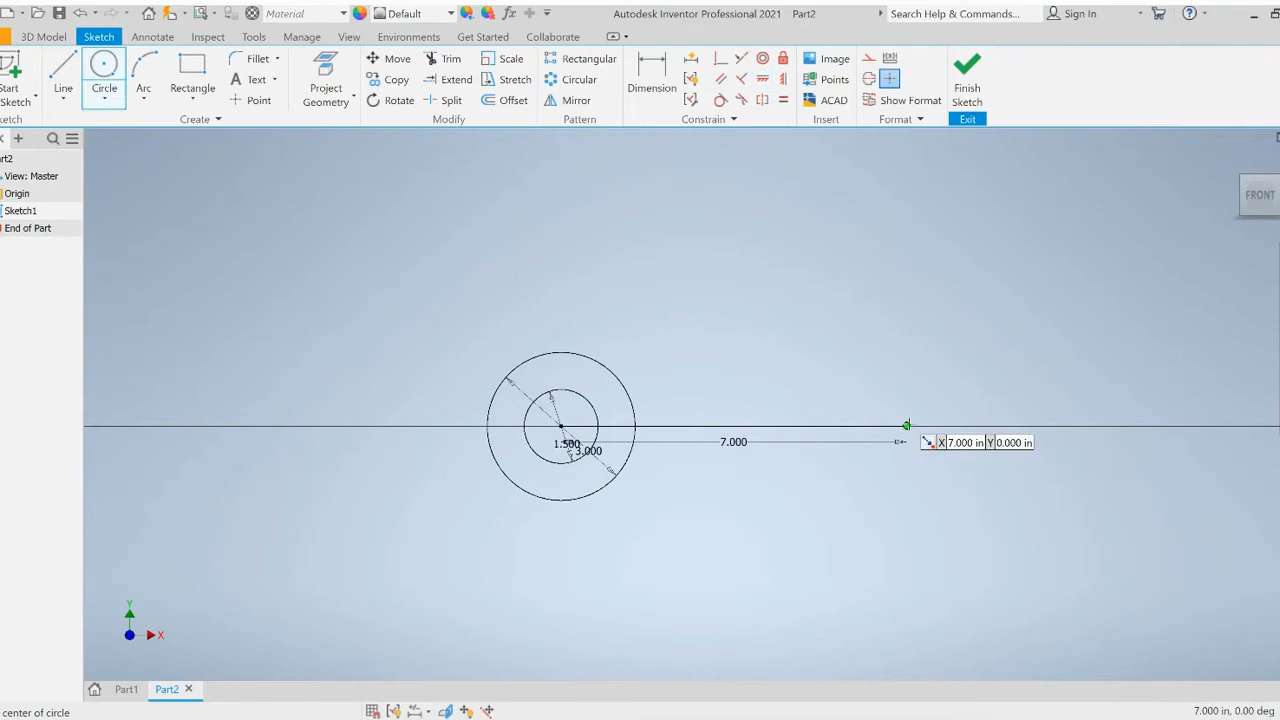 Material
Default
Autodesk Inventor Professional 2021 Part2
Search Help & Commands...
Sign In
3D Model
Sketch
Annotate
Inspect
Tools
Manage
View
Environments
Get Started
Collaborate
Start
Sketch
Line
Circle
Arc
Rectangle
Fillet
Text
Point
Project
Geometry
Move
Copy
Rotate
Trim
Extend
Split
Scale
Stretch
Offset
Rectangular
Circular
Mirror
Dimension
Image
Points
ACAD
Show Format
Finish
Sketch
ketch
Create
Modify
Pattern
Constrain
Insert
Format
Exit
rt2
View: Master
Origin
Sketch1
End of Part
FRONT
1.500
3.000
7.000
X 7.000 in Y 0.000 in
Y
X
Part1
Part2
center of circle
7.000 in, 0.00 deg